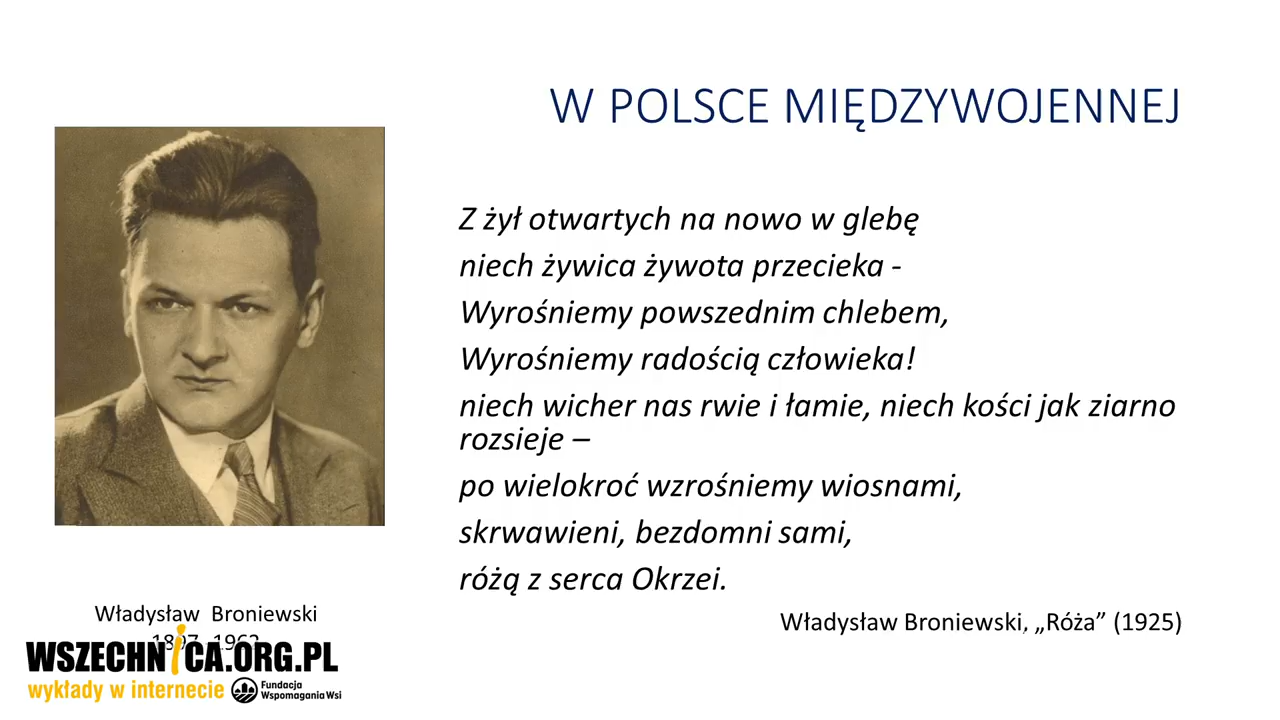 W POLSCE MIĘDZYWOJENNEJ
Z żył otwartych na nowo w glebę
niech żywica żywota przecieka -
Wyrośniemy powszednim chlebem,
Wyrośniemy radością człowieka!
niech wicher nas rwie i łamie, niech kości jak ziarno
rozsieje –
po wielokroć wzrośniemy wiosnami,
skrwawieni, bezdomni sami,
różą z serca Okrzei.
Władysław Broniewski, „Róża” (1925)
Władysław Broniewski
WSZECHNICA.ORG.PL
wykłady w internecie
Fundacja
Wspomagania Wsi